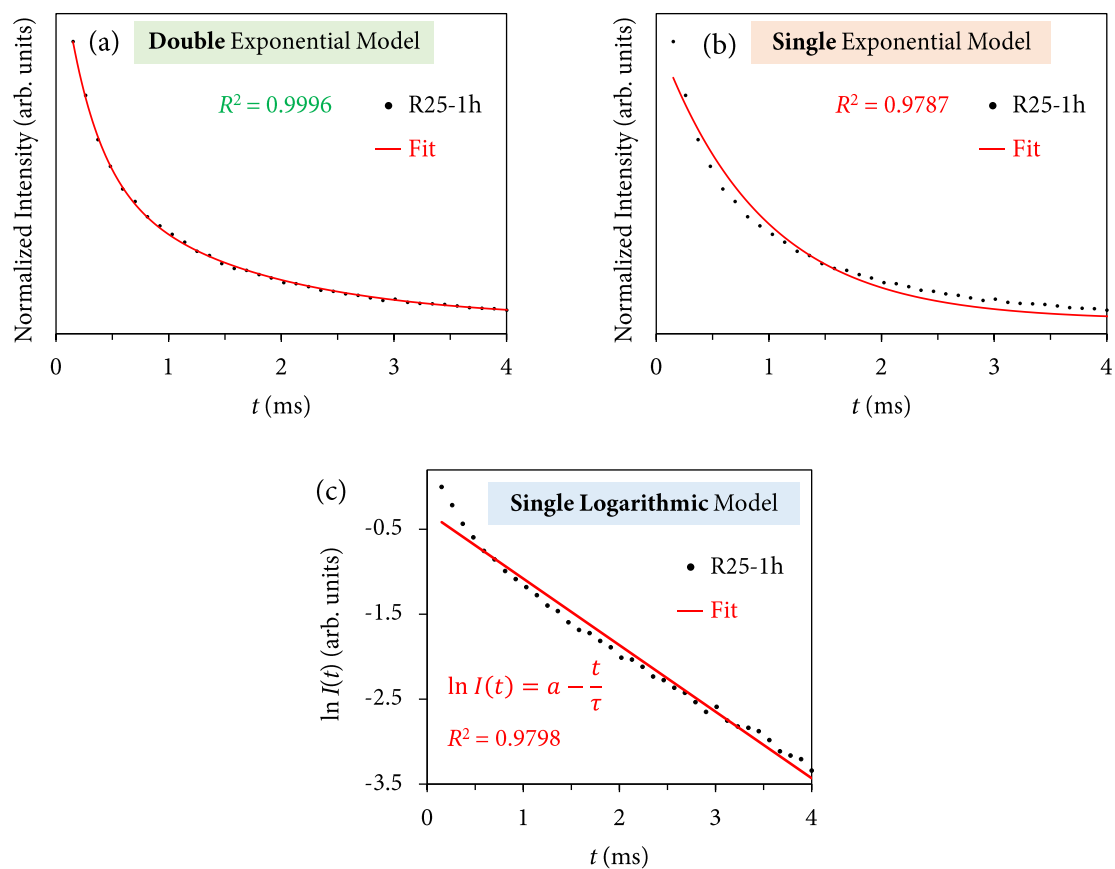 (a)
Double Exponential Model
R² = 0.9996
R25-1h
Fit
Normalized Intensity (arb. units)
0 1 2 3 4
t (ms)
(b)
Single Exponential Model
R² = 0.9787
R25-1h
Fit
Normalized Intensity (arb. units)
0 1 2 3 4
t (ms)
(c)
Single Logarithmic Model
R25-1h
Fit
ln I(t) = a − t/τ
R² = 0.9798
ln I(t) (arb. units)
-0.5
-1.5
-2.5
-3.5
0 1 2 3 4
t (ms)